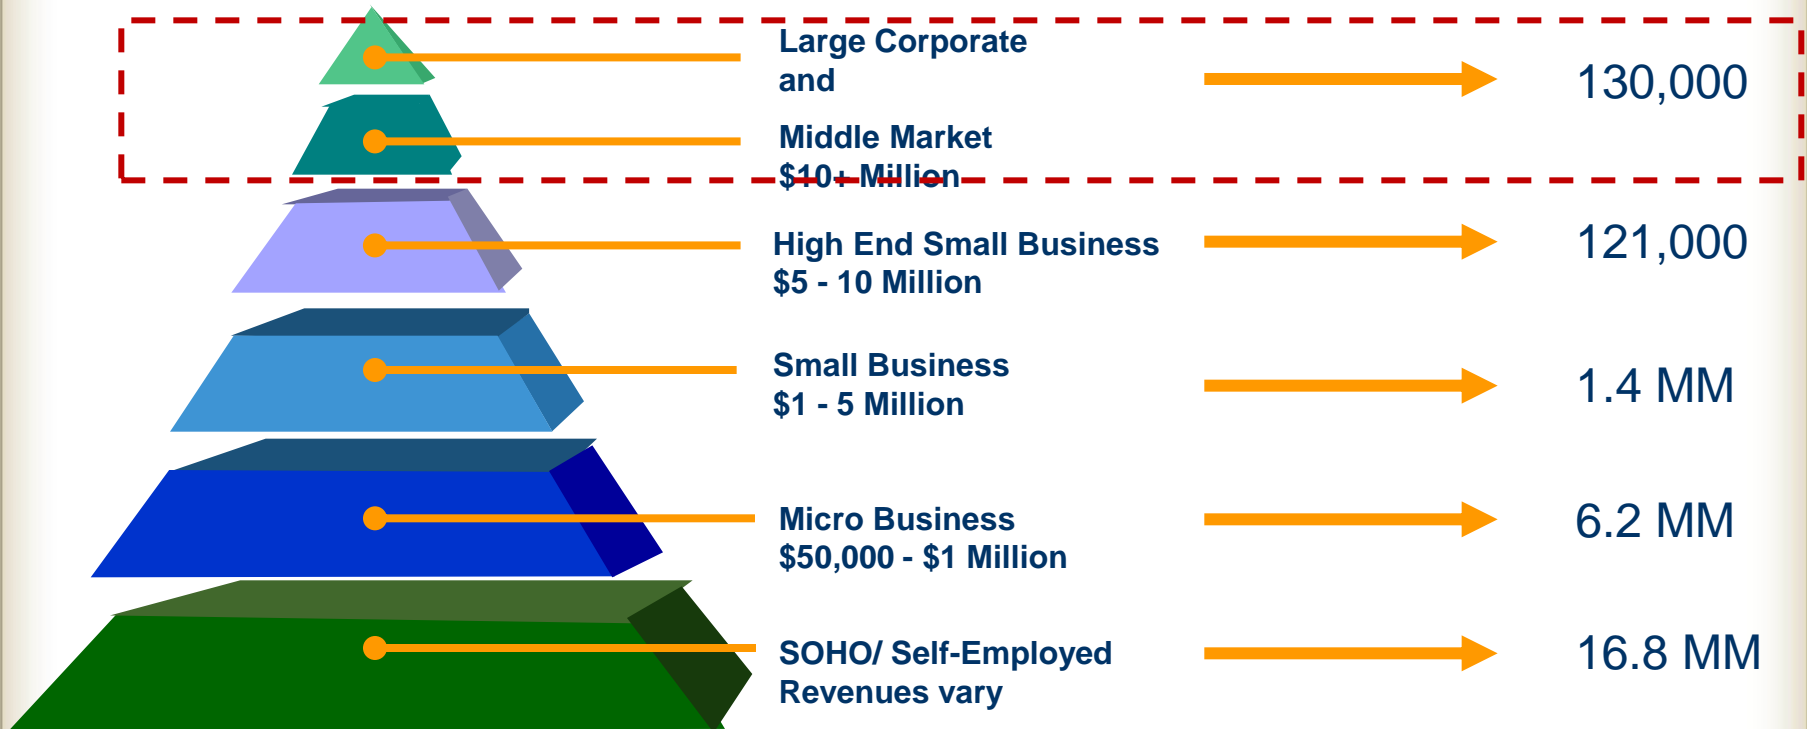 Large Corporate
and
130,000
Middle Market
$10+ Million
High End Small Business
121,000
$5 - 10 Million
Small Business
1.4 MM
$1 - 5 Million
Micro Business
6.2 MM
$50,000 - $1 Million
SOHO/ Self-Employed
16.8 MM
Revenues vary